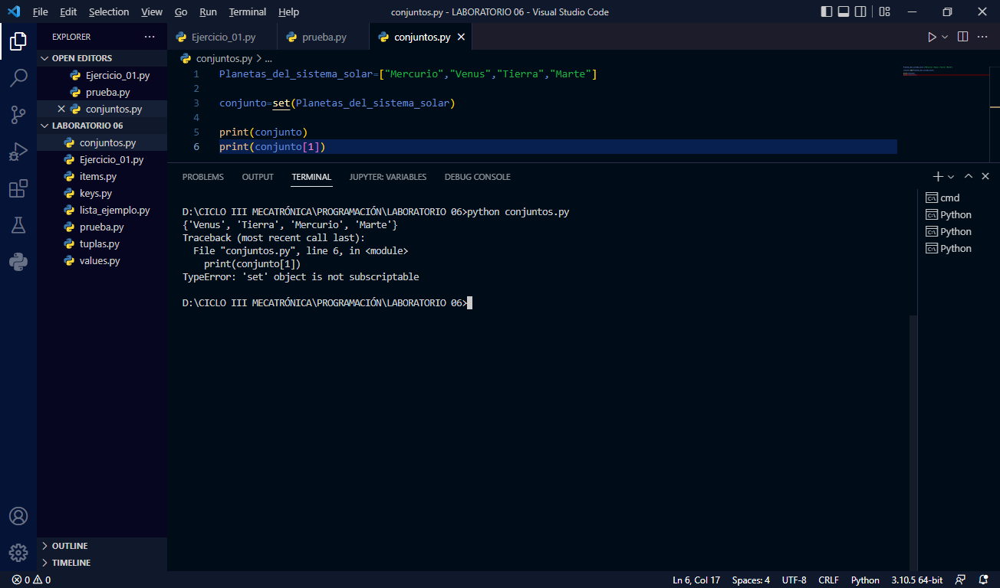 File Edit Selection View Go Run Terminal Help conjuntos.py - LABORATORIO 06 - Visual Studio Code
EXPLORER
OPEN EDITORS
Ejercicio_01.py
prueba.py
conjuntos.py
LABORATORIO 06
conjuntos.py
Ejercicio_01.py
items.py
keys.py
lista_ejemplo.py
prueba.py
tuplas.py
values.py
OUTLINE
TIMELINE
Ejercicio_01.py prueba.py conjuntos.py
conjuntos.py > ...
1 Planetas_del_sistema_solar=["Mercurio","Venus","Tierra","Marte"]
2
3 conjunto=set(Planetas_del_sistema_solar)
4
5 print(conjunto)
6 print(conjunto[1])
PROBLEMS OUTPUT TERMINAL JUPYTER: VARIABLES DEBUG CONSOLE
D:\CICLO III MECATRÓNICA\PROGRAMACIÓN\LABORATORIO 06>python conjuntos.py
{'Venus', 'Tierra', 'Mercurio', 'Marte'}
Traceback (most recent call last):
File "conjuntos.py", line 6, in <module>
print(conjunto[1])
TypeError: 'set' object is not subscriptable
D:\CICLO III MECATRÓNICA\PROGRAMACIÓN\LABORATORIO 06>
cmd
Python
Python
Python
0 0 Ln 6, Col 17 Spaces: 4 UTF-8 CRLF Python 3.10.5 64-bit